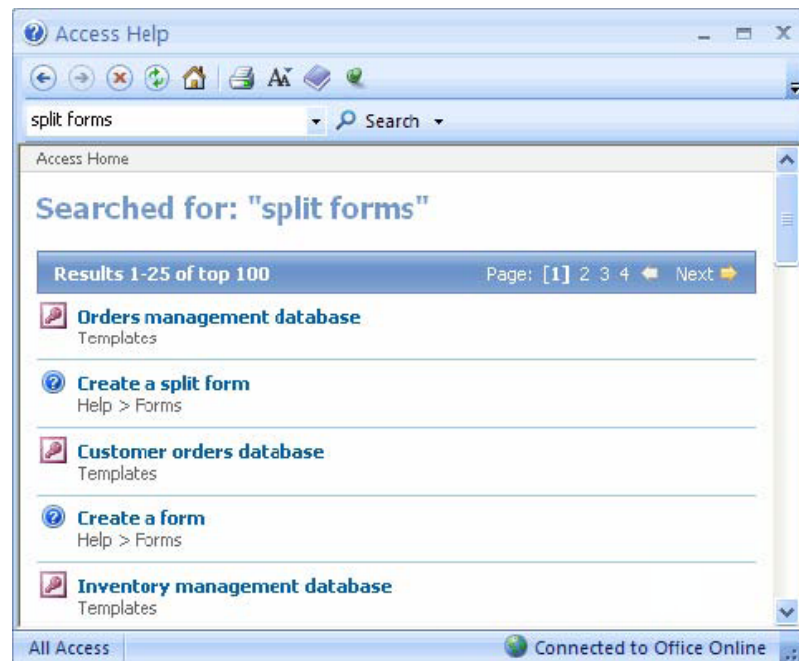 Access Help
split forms
Search
Access Home
Searched for: "split forms"
Results 1-25 of top 100 Page: [1] 2 3 4 Next
Orders management database
Templates
Create a split form
Help > Forms
Customer orders database
Templates
Create a form
Help > Forms
Inventory management database
Templates
All Access Connected to Office Online